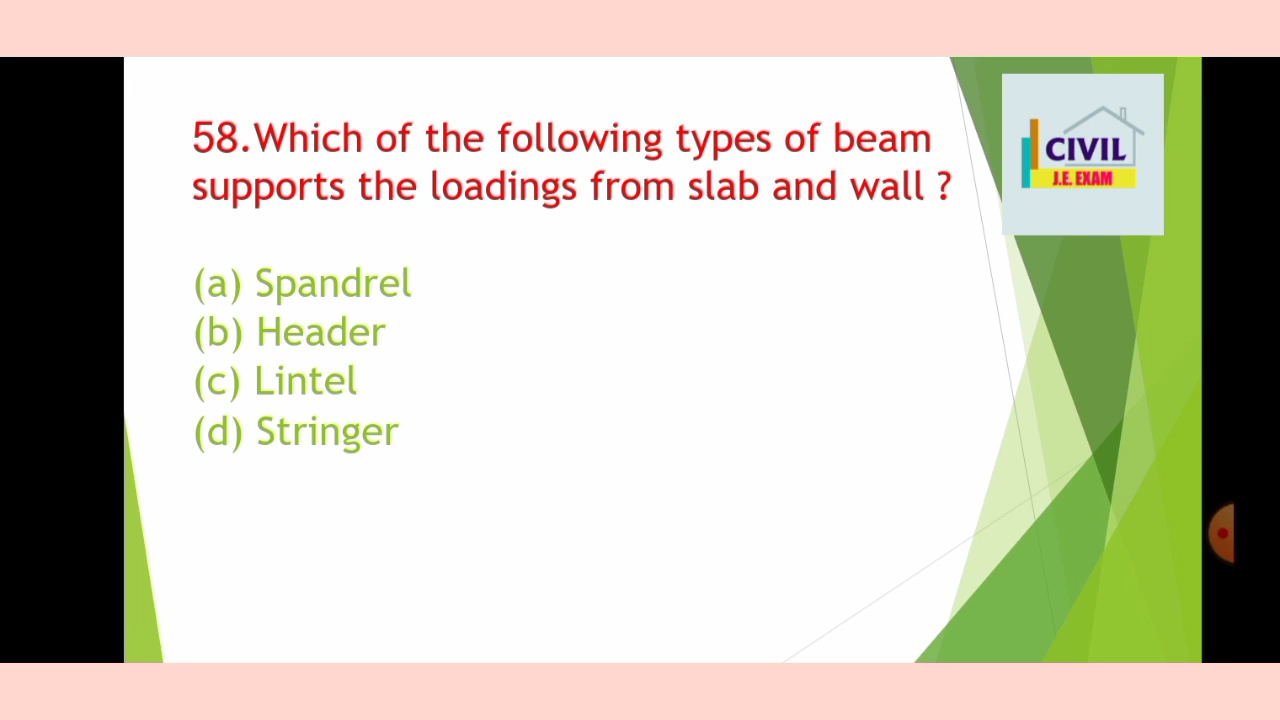 58.Which of the following types of beam
supports the loadings from slab and wall ?
(a) Spandrel
(b) Header
(c) Lintel
(d) Stringer
CIVIL
J.E. EXAM